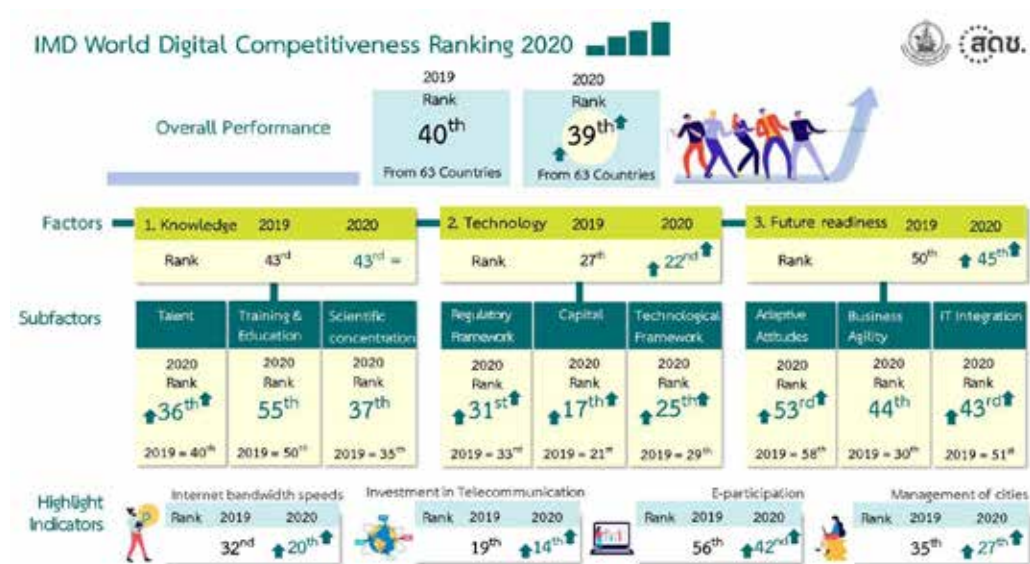 IMD World Digital Competitiveness Ranking 2020
สดช.
2019
Rank
40th
From 63 Countries
2020
Rank
39th
From 63 Countries
Overall Performance
Factors
1. Knowledge 2019 2020
Rank 43rd 43rd =
2. Technology 2019 2020
Rank 27th 22nd
3. Future readiness 2019 2020
Rank 50th 45th
Subfactors
Talent
2020
Rank
36th
2019 = 40th
Training &
Education
2020
Rank
55th
2019 = 50th
Scientific
concentration
2020
Rank
37th
2019 = 35th
Regulatory
Framework
2020
Rank
31st
2019 = 33rd
Capital
2020
Rank
17th
2019 = 21st
Technological
Framework
2020
Rank
25th
2019 = 29th
Adaptive
Attitudes
2020
Rank
53rd
2019 = 58th
Business
Agility
2020
Rank
44th
2019 = 30th
IT Integration
2020
Rank
43rd
2019 = 51st
Highlight
Indicators
Internet bandwidth speeds
Rank 2019 2020
32nd 20th
Investment in Telecommunication
Rank 2019 2020
19th 14th
E-participation
Rank 2019 2020
56th 42nd
Management of cities
Rank 2019 2020
35th 27th